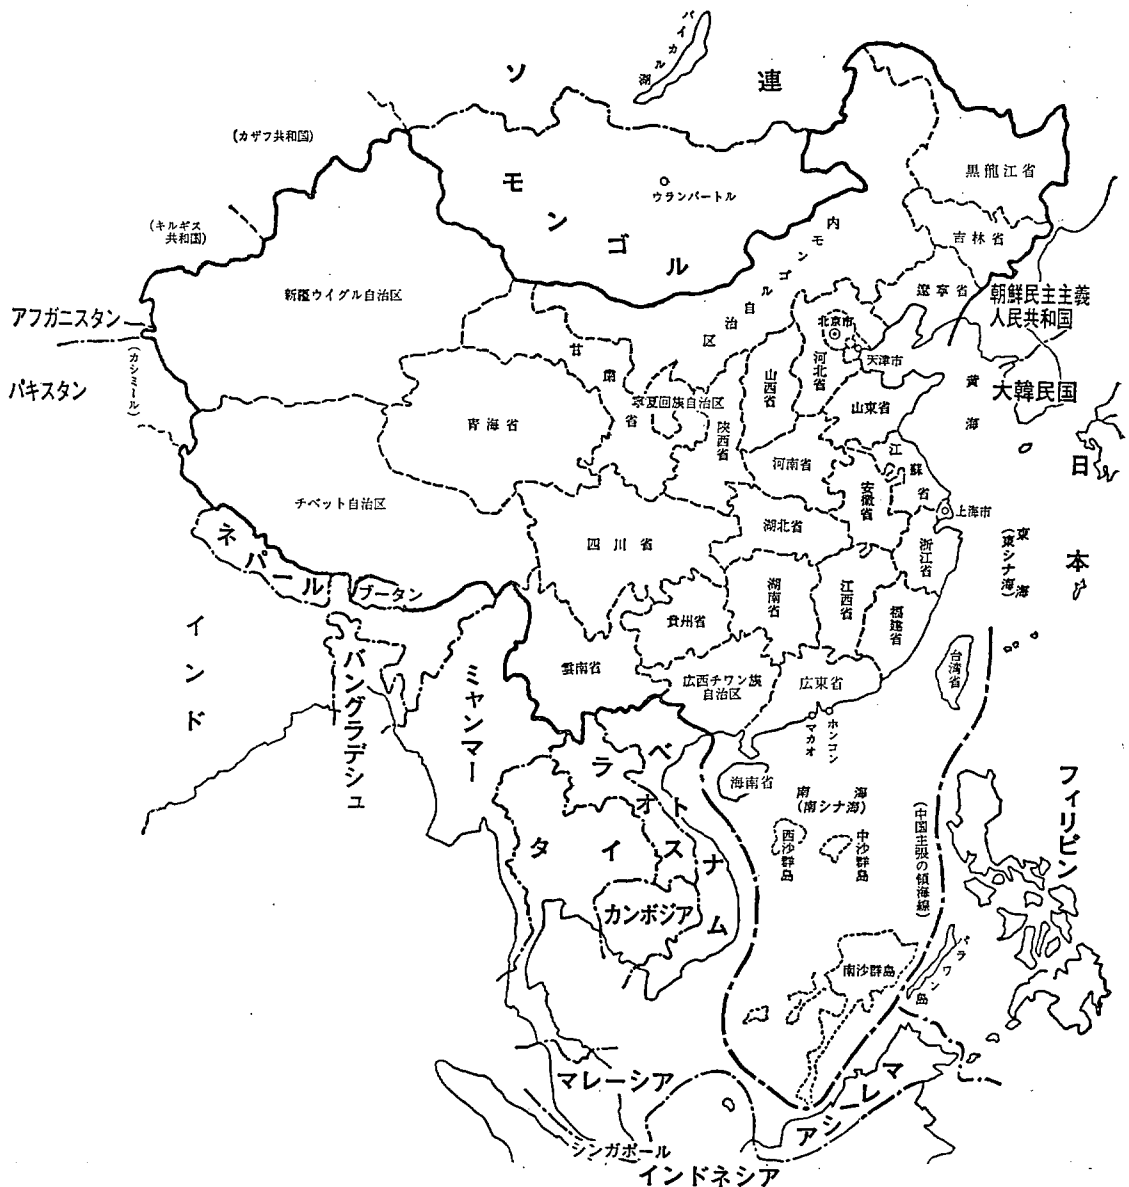 バイカル湖
ソ連
(カザフ共和国)
モンゴル
ウランバートル
黒龍江省
(キルギス
共和国)
内モンゴル自治区
吉林省
新疆ウイグル自治区
遼寧省
朝鮮民主主義
人民共和国
アフガニスタン
(カシミール)
パキスタン
甘粛省
北京市
天津市
河北省
山西省
黄海
大韓民国
寧夏回族自治区
山東省
青海省
陝西省
河南省
江蘇省
日本
チベット自治区
安徽省
上海市
湖北省
四川省
浙江省
東海
(東シナ海)
ネパール
ブータン
湖南省
江西省
貴州省
福建省
インド
バングラデシュ
ミャンマー
雲南省
広西チワン族
自治区
広東省
台湾省
マカオ
ホンコン
ラオス
ベトナム
海南省
南海
(南シナ海)
西沙群島
中沙群島
(中国主張の領海線)
フィリピン
タイ
カンボジア
南沙群島
パラワン島
マレーシア
マレーシア
シンガポール
インドネシア